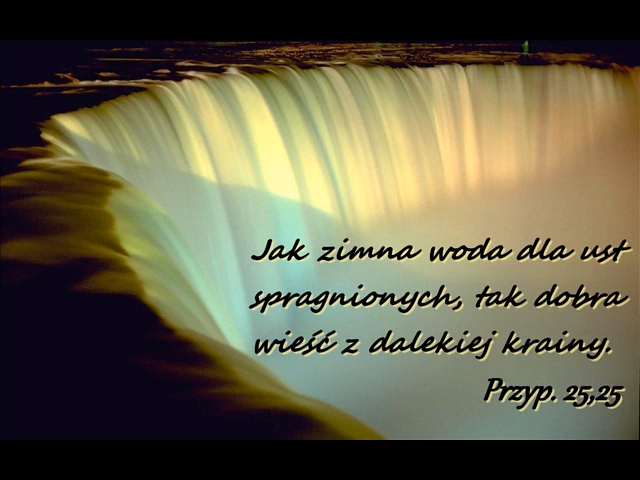 Jak zimna woda dla ust
spragnionych, tak dobra
wieść z dalekiej krainy.
Przyp. 25,25